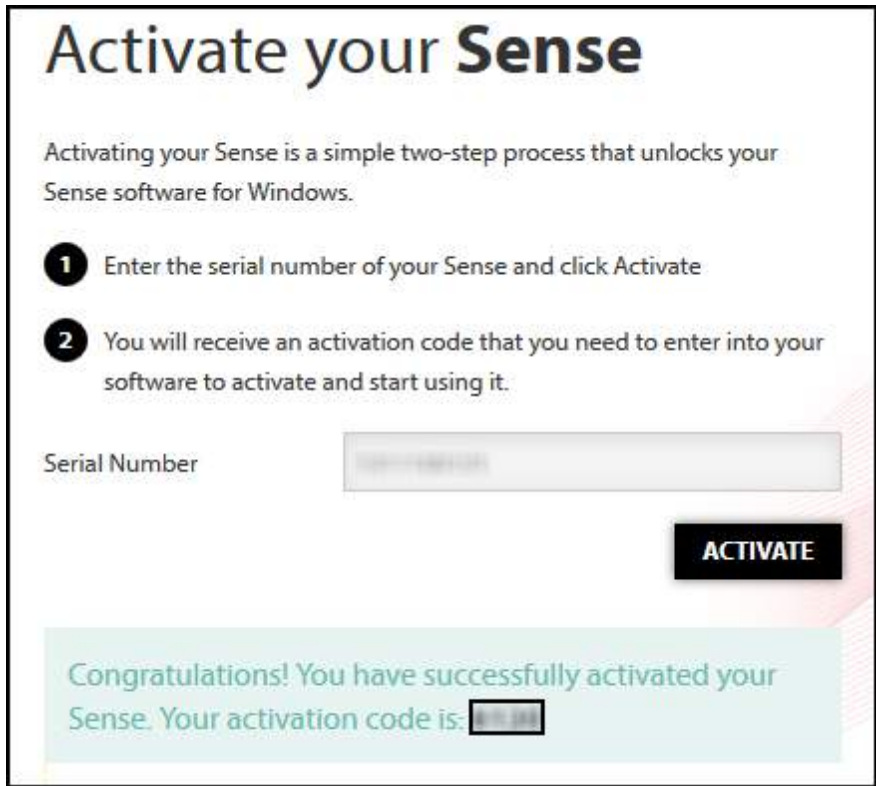 Activate your Sense
Activating your Sense is a simple two-step process that unlocks your
Sense software for Windows.
1 Enter the serial number of your Sense and click Activate
2 You will receive an activation code that you need to enter into your
software to activate and start using it.
Serial Number
ACTIVATE
Congratulations! You have successfully activated your
Sense. Your activation code is: